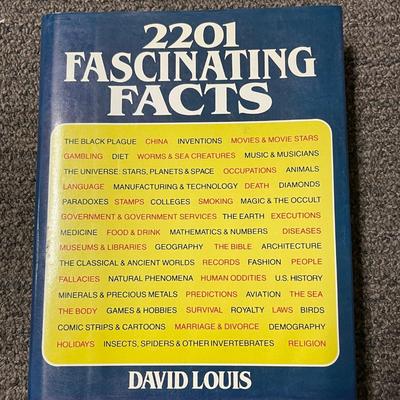 2201
FASCINATING
FACTS
THE BLACK PLAGUE CHINA INVENTIONS MOVIES & MOVIE STARS
GAMBLING DIET WORMS & SEA CREATURES MUSIC & MUSICIANS
THE UNIVERSE: STARS, PLANETS & SPACE OCCUPATIONS ANIMALS
LANGUAGE MANUFACTURING & TECHNOLOGY DEATH DIAMONDS
PARADOXES STAMPS COLLEGES SMOKING MAGIC & THE OCCULT
GOVERNMENT & GOVERNMENT SERVICES THE EARTH EXECUTIONS
MEDICINE FOOD & DRINK MATHEMATICS & NUMBERS DISEASES
MUSEUMS & LIBRARIES GEOGRAPHY THE BIBLE ARCHITECTURE
THE CLASSICAL & ANCIENT WORLDS RECORDS FASHION PEOPLE
FALLACIES NATURAL PHENOMENA HUMAN ODDITIES U.S. HISTORY
MINERALS & PRECIOUS METALS PREDICTIONS AVIATION THE SEA
THE BODY GAMES & HOBBIES SURVIVAL ROYALTY LAWS BIRDS
COMIC STRIPS & CARTOONS MARRIAGE & DIVORCE DEMOGRAPHY
HOLIDAYS INSECTS, SPIDERS & OTHER INVERTEBRATES RELIGION
DAVID LOUIS